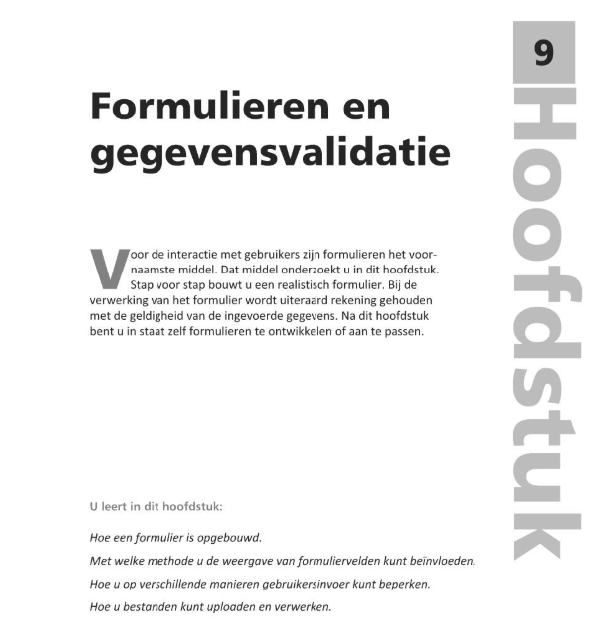 9
Hoofdstuk
Formulieren en
gegevensvalidatie
Voor de interactie met gebruikers zijn formulieren het voor-
naamste middel. Dat middel onderzoekt u in dit hoofdstuk.
Stap voor stap bouwt u een realistisch formulier. Bij de
verwerking van het formulier wordt uiteraard rekening gehouden
met de geldigheid van de ingevoerde gegevens. Na dit hoofdstuk
bent u in staat zelf formulieren te ontwikkelen of aan te passen.
U leert in dit hoofdstuk:
Hoe een formulier is opgebouwd.
Met welke methode u de weergave van formuliervelden kunt beïnvloeden.
Hoe u op verschillende manieren gebruikersinvoer kunt beperken.
Hoe u bestanden kunt uploaden en verwerken.